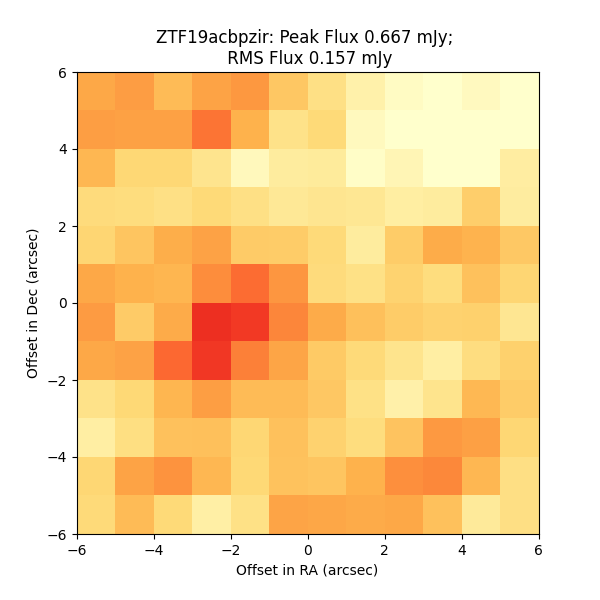 ZTF19acbpzir: Peak Flux 0.667 mJy;
RMS Flux 0.157 mJy
6
4
2
0
−2
−4
−6
Offset in Dec (arcsec)
−6 −4 −2 0 2 4 6
Offset in RA (arcsec)